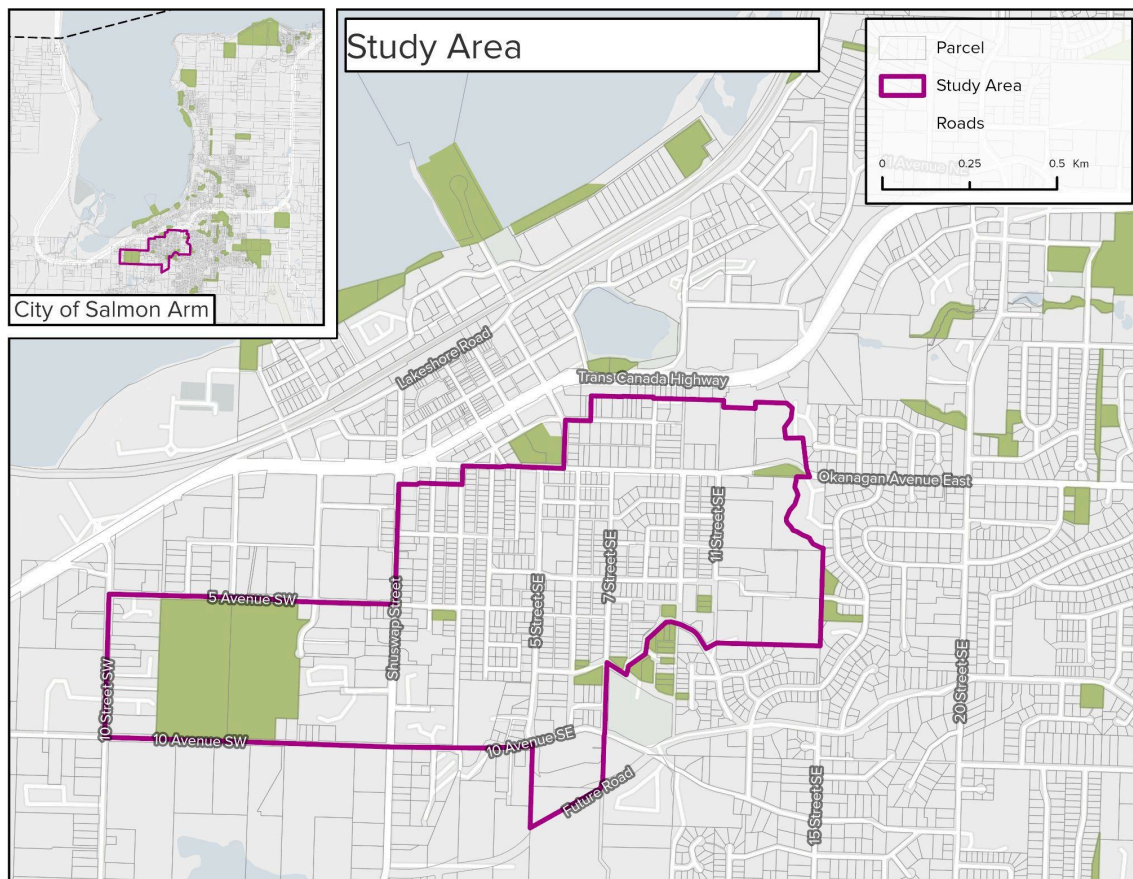 Study Area
City of Salmon Arm
Parcel
Study Area
Roads
0 0.25 0.5 Km
Lakeshore Road
Trans Canada Highway
Okanagan Avenue East
11 Street SE
7 Street SE
5 Street SE
5 Avenue SW
Shuswap Street
10 Street SW
10 Avenue SW
10 Avenue SE
Future Road
15 Street SE
20 Street SE